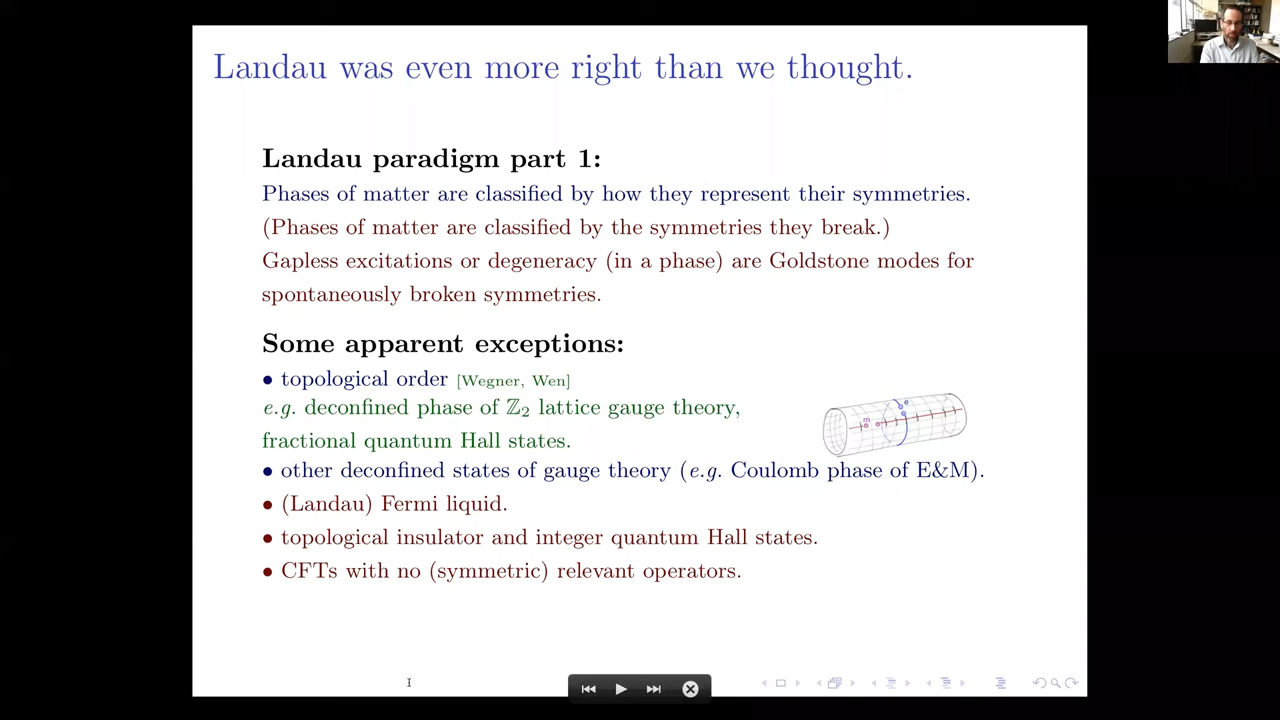 Landau was even more right than we thought.
Landau paradigm part 1:
Phases of matter are classified by how they represent their symmetries.
(Phases of matter are classified by the symmetries they break.)
Gapless excitations or degeneracy (in a phase) are Goldstone modes for
spontaneously broken symmetries.
Some apparent exceptions:
• topological order [Wegner, Wen]
e.g. deconfined phase of ℤ₂ lattice gauge theory,
fractional quantum Hall states.
m
e
• other deconfined states of gauge theory (e.g. Coulomb phase of E&M).
• (Landau) Fermi liquid.
• topological insulator and integer quantum Hall states.
• CFTs with no (symmetric) relevant operators.